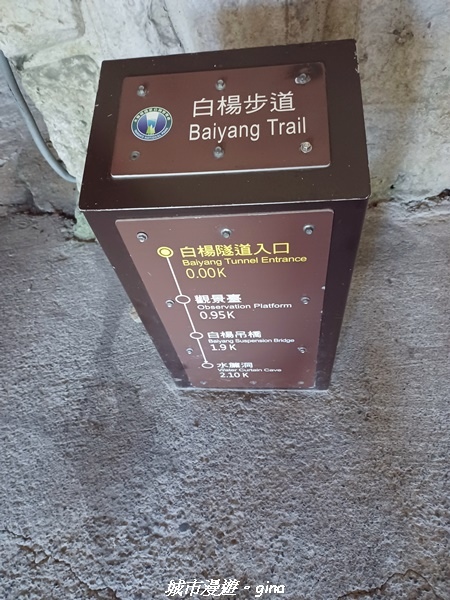 白楊步道
Baiyang Trail
白楊隧道入口
Baiyang Tunnel Entrance
0.00K
觀景臺
Observation Platform
0.95K
白楊吊橋
Baiyang Suspension Bridge
1.9K
水簾洞
Water Curtain Cave
2.10K
城市漫遊。gina